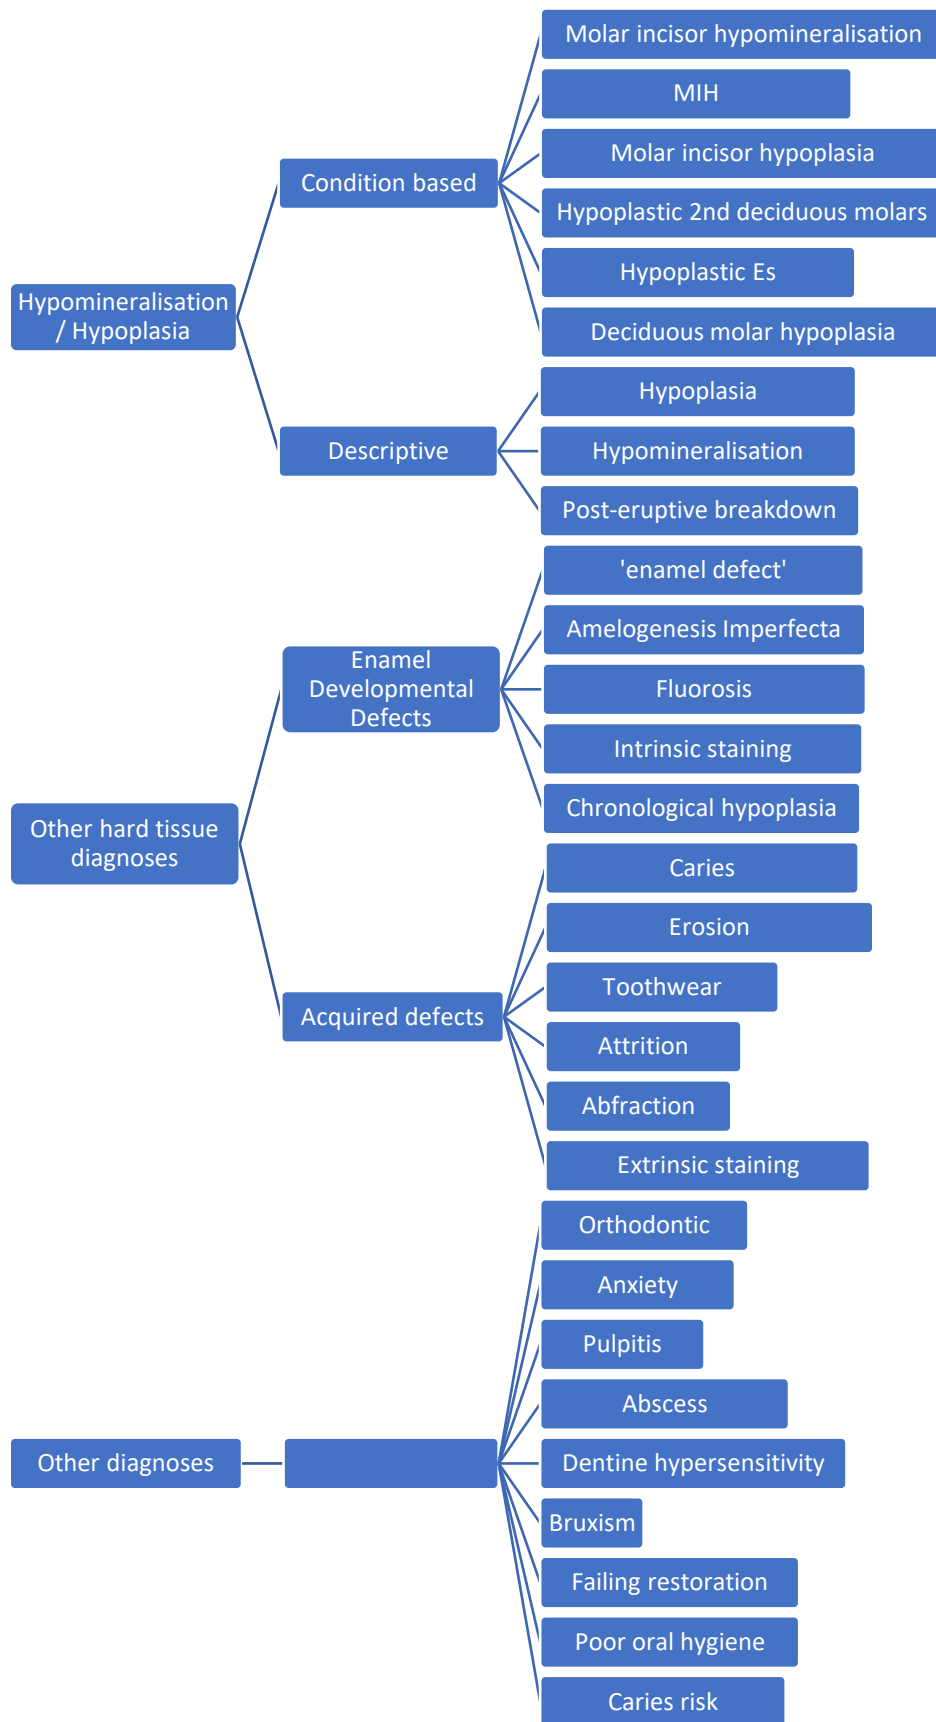 Hypomineralisation
/ Hypoplasia
Condition based
Molar incisor hypomineralisation
MIH
Molar incisor hypoplasia
Hypoplastic 2nd deciduous molars
Hypoplastic Es
Deciduous molar hypoplasia
Descriptive
Hypoplasia
Hypomineralisation
Post-eruptive breakdown
Other hard tissue
diagnoses
Enamel
Developmental
Defects
'enamel defect'
Amelogenesis Imperfecta
Fluorosis
Intrinsic staining
Chronological hypoplasia
Acquired defects
Caries
Erosion
Toothwear
Attrition
Abfraction
Extrinsic staining
Other diagnoses
Orthodontic
Anxiety
Pulpitis
Abscess
Dentine hypersensitivity
Bruxism
Failing restoration
Poor oral hygiene
Caries risk